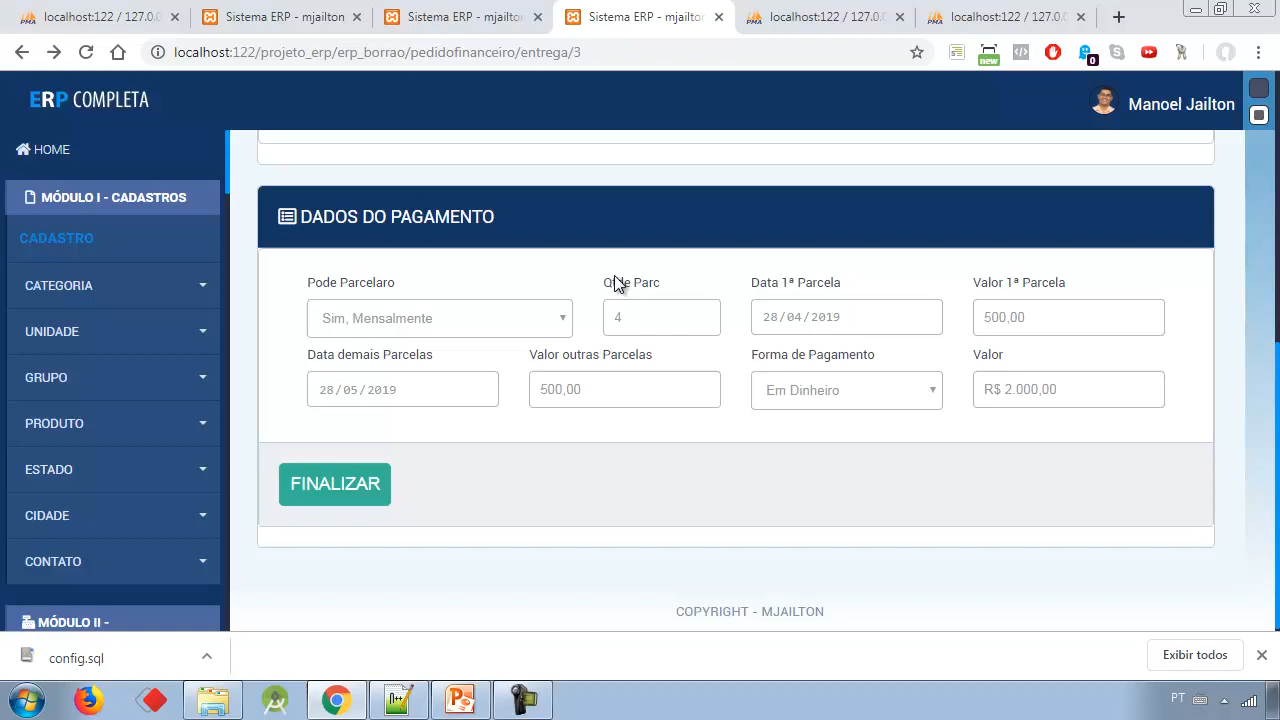 localhost:122 / 127.0.0
Sistema ERP - mjailton
Sistema ERP - mjailto
Sistema ERP - mjailto
localhost:122 / 127.0.0
localhost:122 / 127.0.0
localhost:122/projeto_erp/erp_borrao/pedidofinanceiro/entrega/3
new
0
ERP COMPLETA
Manoel Jailton
HOME
MÓDULO I - CADASTROS
CADASTRO
CATEGORIA
UNIDADE
GRUPO
PRODUTO
ESTADO
CIDADE
CONTATO
MÓDULO II -
DADOS DO PAGAMENTO
Pode Parcelaro
Qtde Parc
Data 1ª Parcela
Valor 1ª Parcela
Sim, Mensalmente
4
28/04/2019
500,00
Data demais Parcelas
Valor outras Parcelas
Forma de Pagamento
Valor
28/05/2019
500,00
Em Dinheiro
R$ 2.000,00
FINALIZAR
COPYRIGHT - MJAILTON
config.sql
Exibir todos
PT